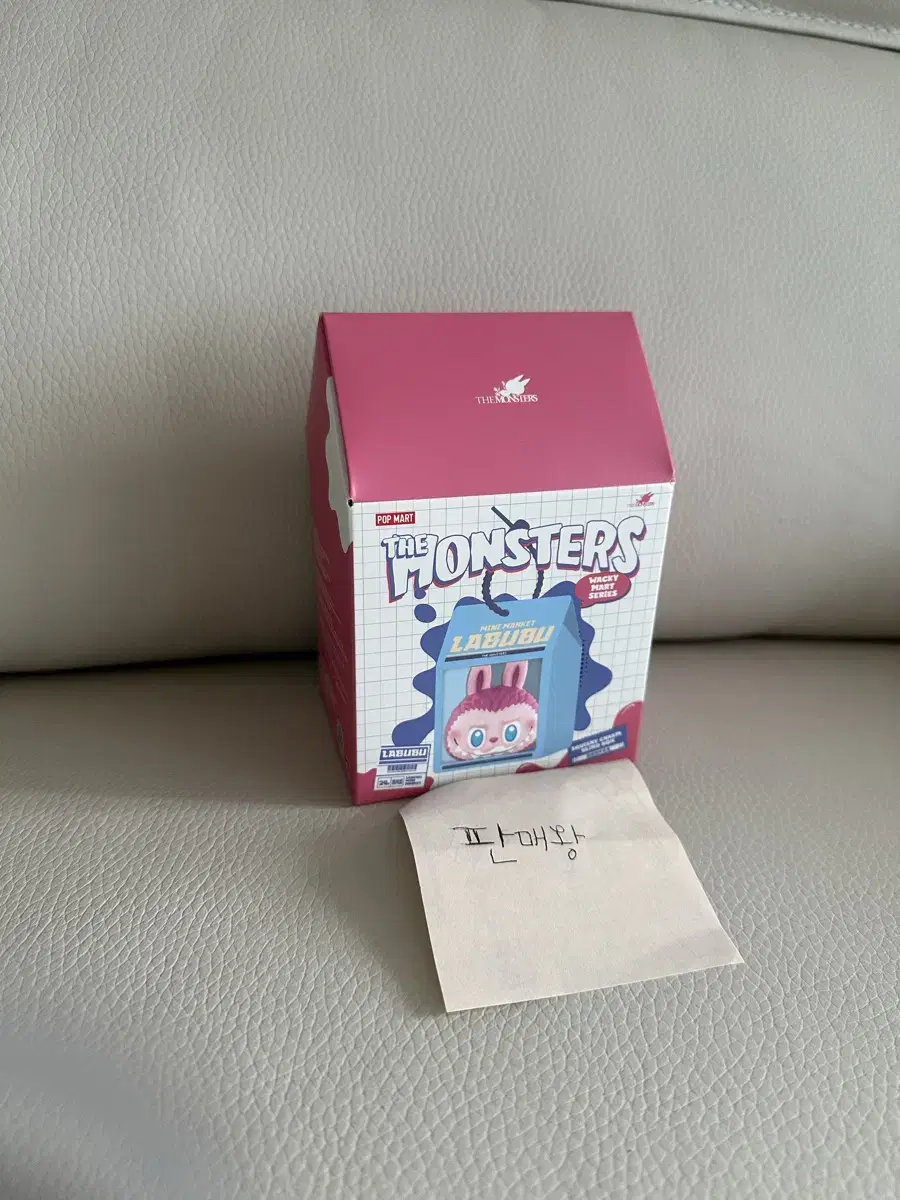 THE MONSTERS
POP MART
THE MONSTERS
WACKY
MART
SERIES
MINI MARKET
LABUBU
LABUBU
판매왕